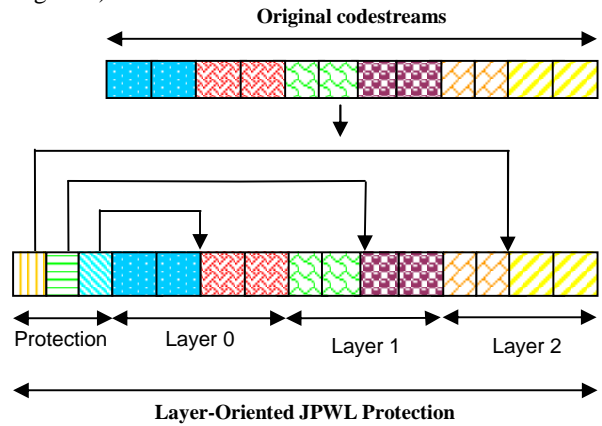 Original codestreams
Protection
Layer 0
Layer 1
Layer 2
Layer-Oriented JPWL Protection